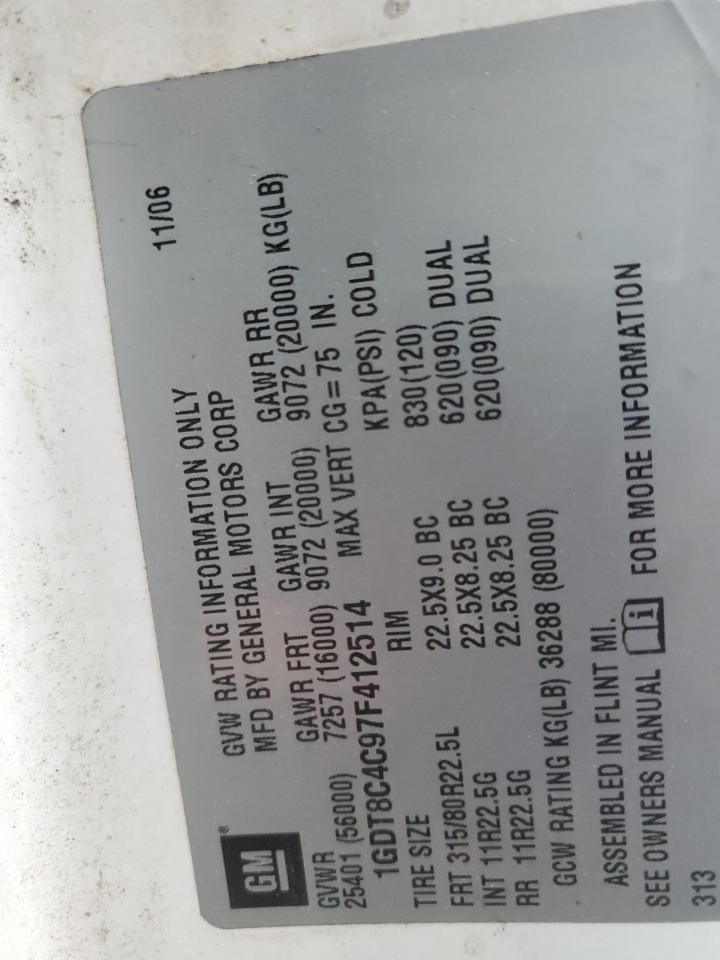 GM®
GVW RATING INFORMATION ONLY 11/06
MFD BY GENERAL MOTORS CORP
GVWR GAWR FRT GAWR INT GAWR RR
25401 (56000) 7257 (16000) 9072 (20000) 9072 (20000) KG(LB)
1GDT8C4C97F412514 MAX VERT CG=75 IN.
TIRE SIZE RIM KPA(PSI) COLD
FRT 315/80R22.5L 22.5X9.0 BC 830(120)
INT 11R22.5G 22.5X8.25 BC 620(090) DUAL
RR 11R22.5G 22.5X8.25 BC 620(090) DUAL
GCW RATING KG(LB) 36288 (80000)
ASSEMBLED IN FLINT MI.
SEE OWNERS MANUAL i FOR MORE INFORMATION
313